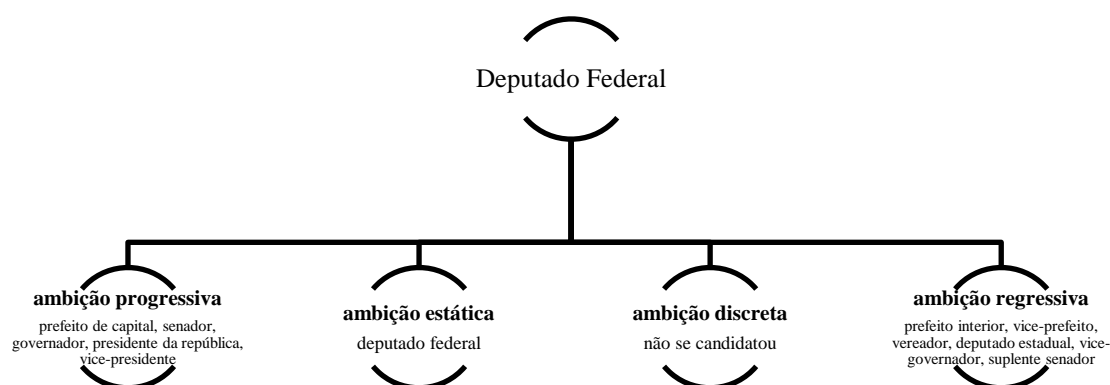 Deputado Federal
ambição progressiva
prefeito de capital, senador,
governador, presidente da república,
vice-presidente
ambição estática
deputado federal
ambição discreta
não se candidatou
ambição regressiva
prefeito interior, vice-prefeito,
vereador, deputado estadual, vice-
governador, suplente senador